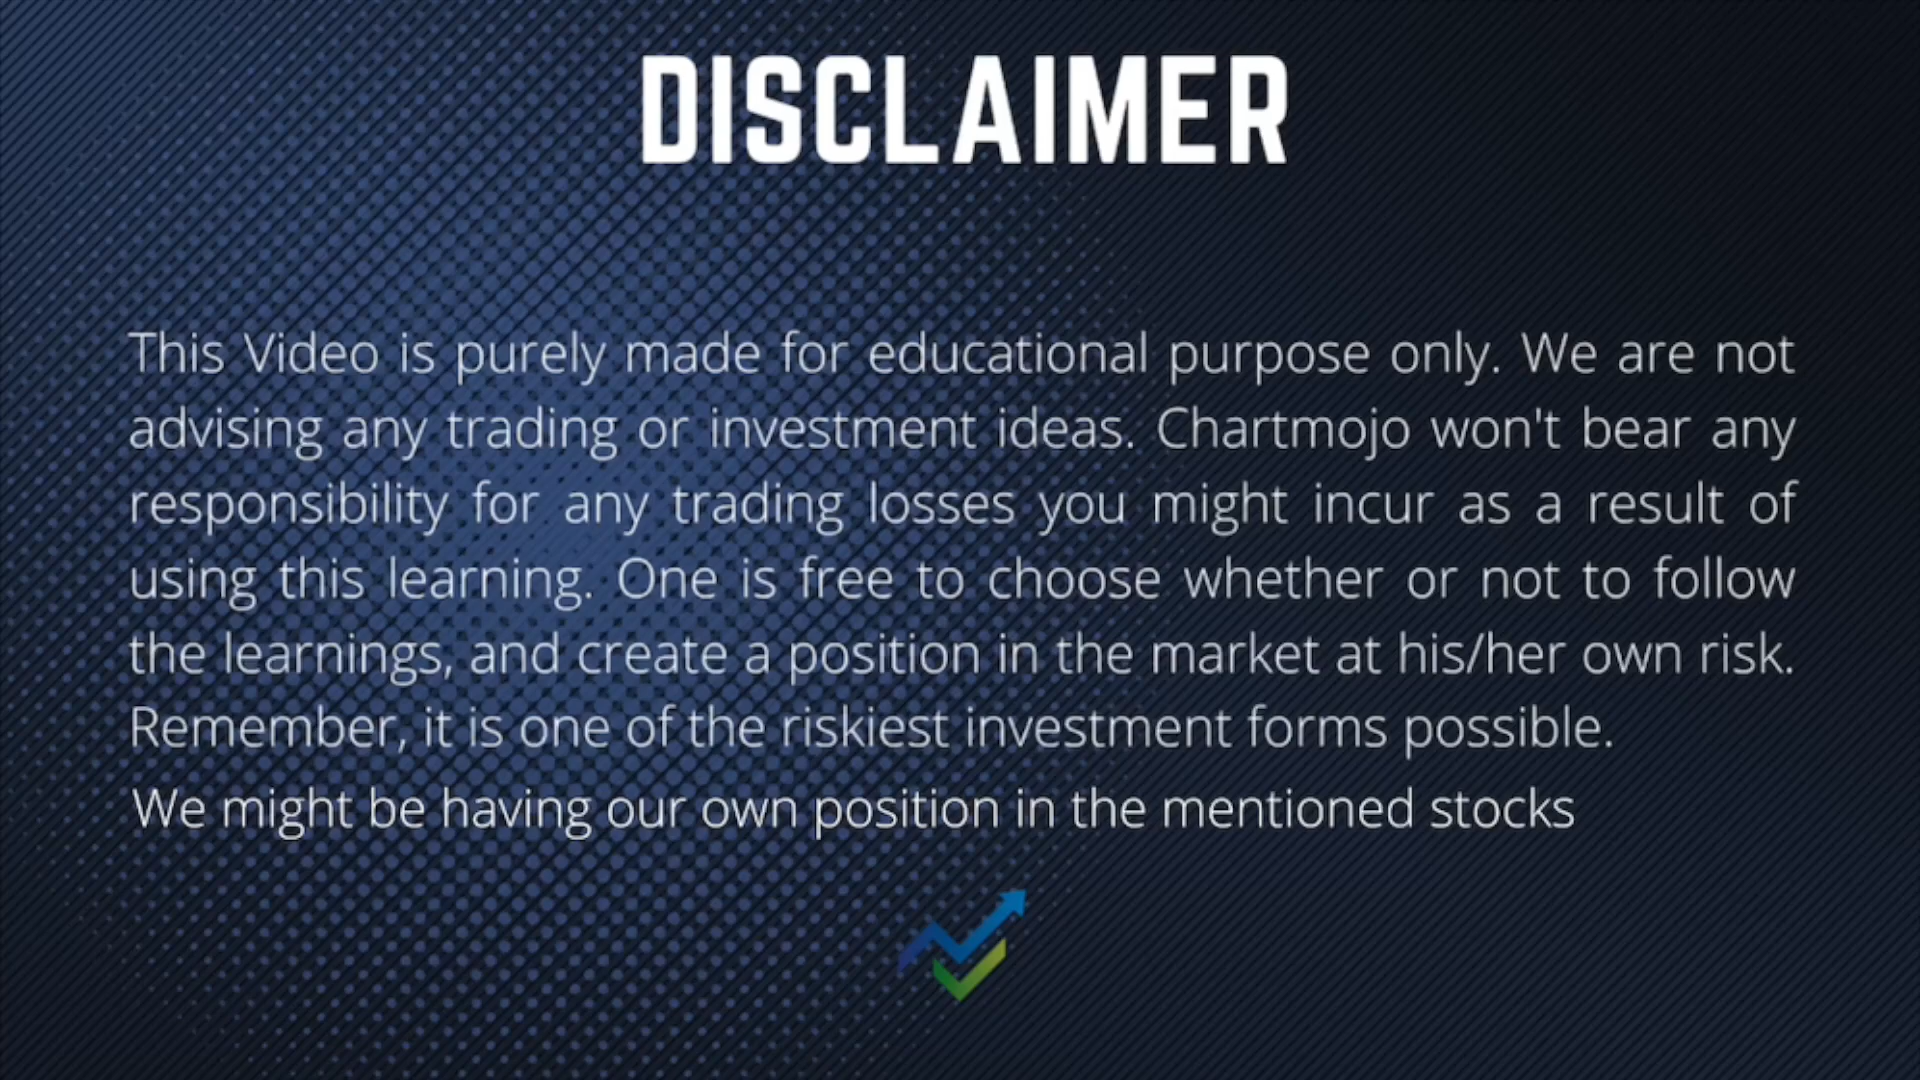 DISCLAIMER
This Video is purely made for educational purpose only. We are not
advising any trading or investment ideas. Chartmojo won't bear any
responsibility for any trading losses you might incur as a result of
using this learning. One is free to choose whether or not to follow
the learnings, and create a position in the market at his/her own risk.
Remember, it is one of the riskiest investment forms possible.
We might be having our own position in the mentioned stocks